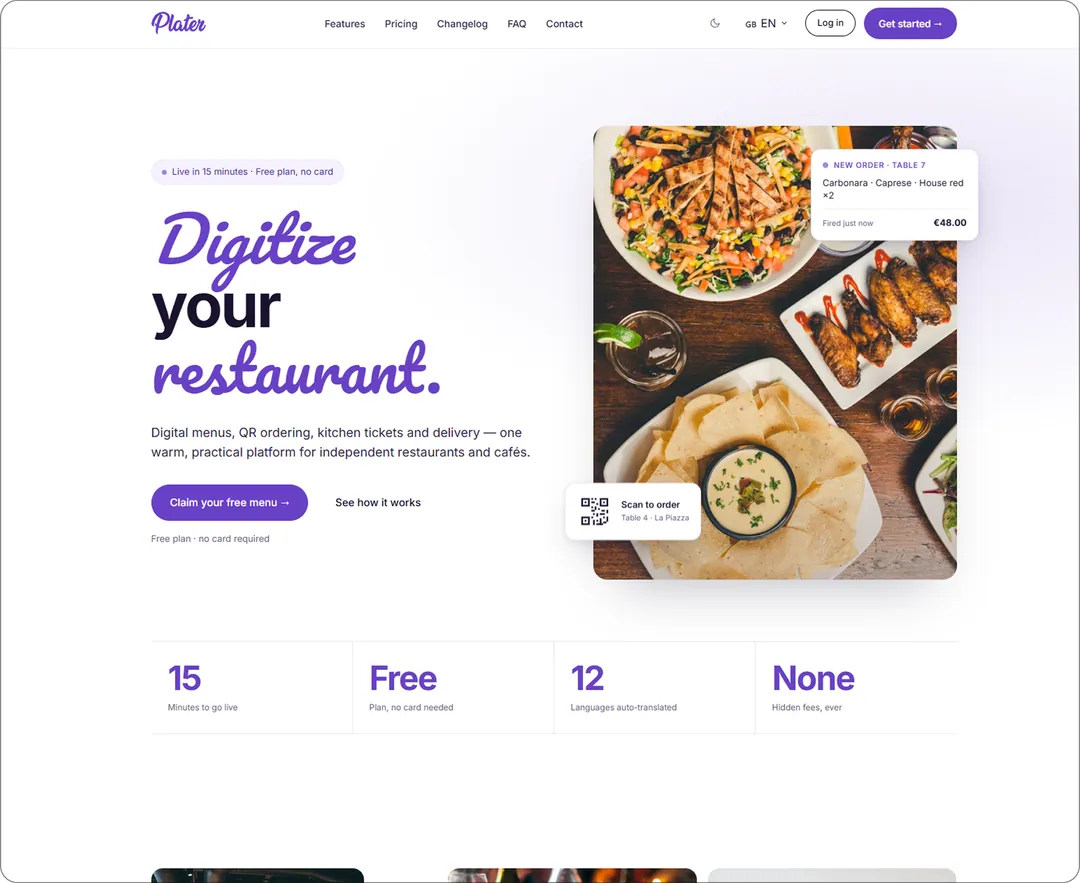 Plater
Features
Pricing
Changelog
FAQ
Contact
GB EN
Log in
Get started →
Live in 15 minutes · Free plan, no card
Digitize
your
restaurant.
Digital menus, QR ordering, kitchen tickets and delivery — one
warm, practical platform for independent restaurants and cafés.
Claim your free menu →
See how it works
Free plan · no card required
NEW ORDER · TABLE 7
Carbonara · Caprese · House red
×2
Fired just now
€48.00
Scan to order
Table 4 · La Piazza
15
Minutes to go live
Free
Plan, no card needed
12
Languages auto-translated
None
Hidden fees, ever